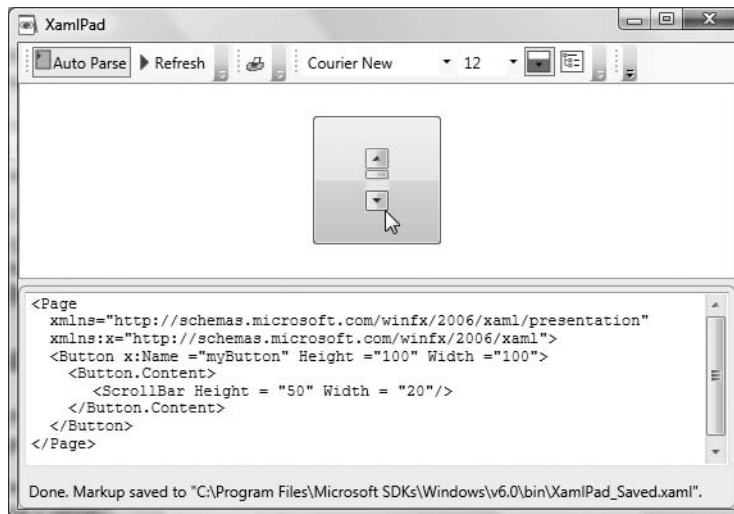 XamlPad
Auto Parse Refresh Courier New 12
<Page
xmlns="http://schemas.microsoft.com/winfx/2006/xaml/presentation"
xmlns:x="http://schemas.microsoft.com/winfx/2006/xaml">
<Button x:Name ="myButton" Height ="100" Width ="100">
<Button.Content>
<ScrollBar Height = "50" Width = "20"/>
</Button.Content>
</Button>
</Page>
Done. Markup saved to "C:\Program Files\Microsoft SDKs\Windows\v6.0\bin\XamlPad_Saved.xaml".